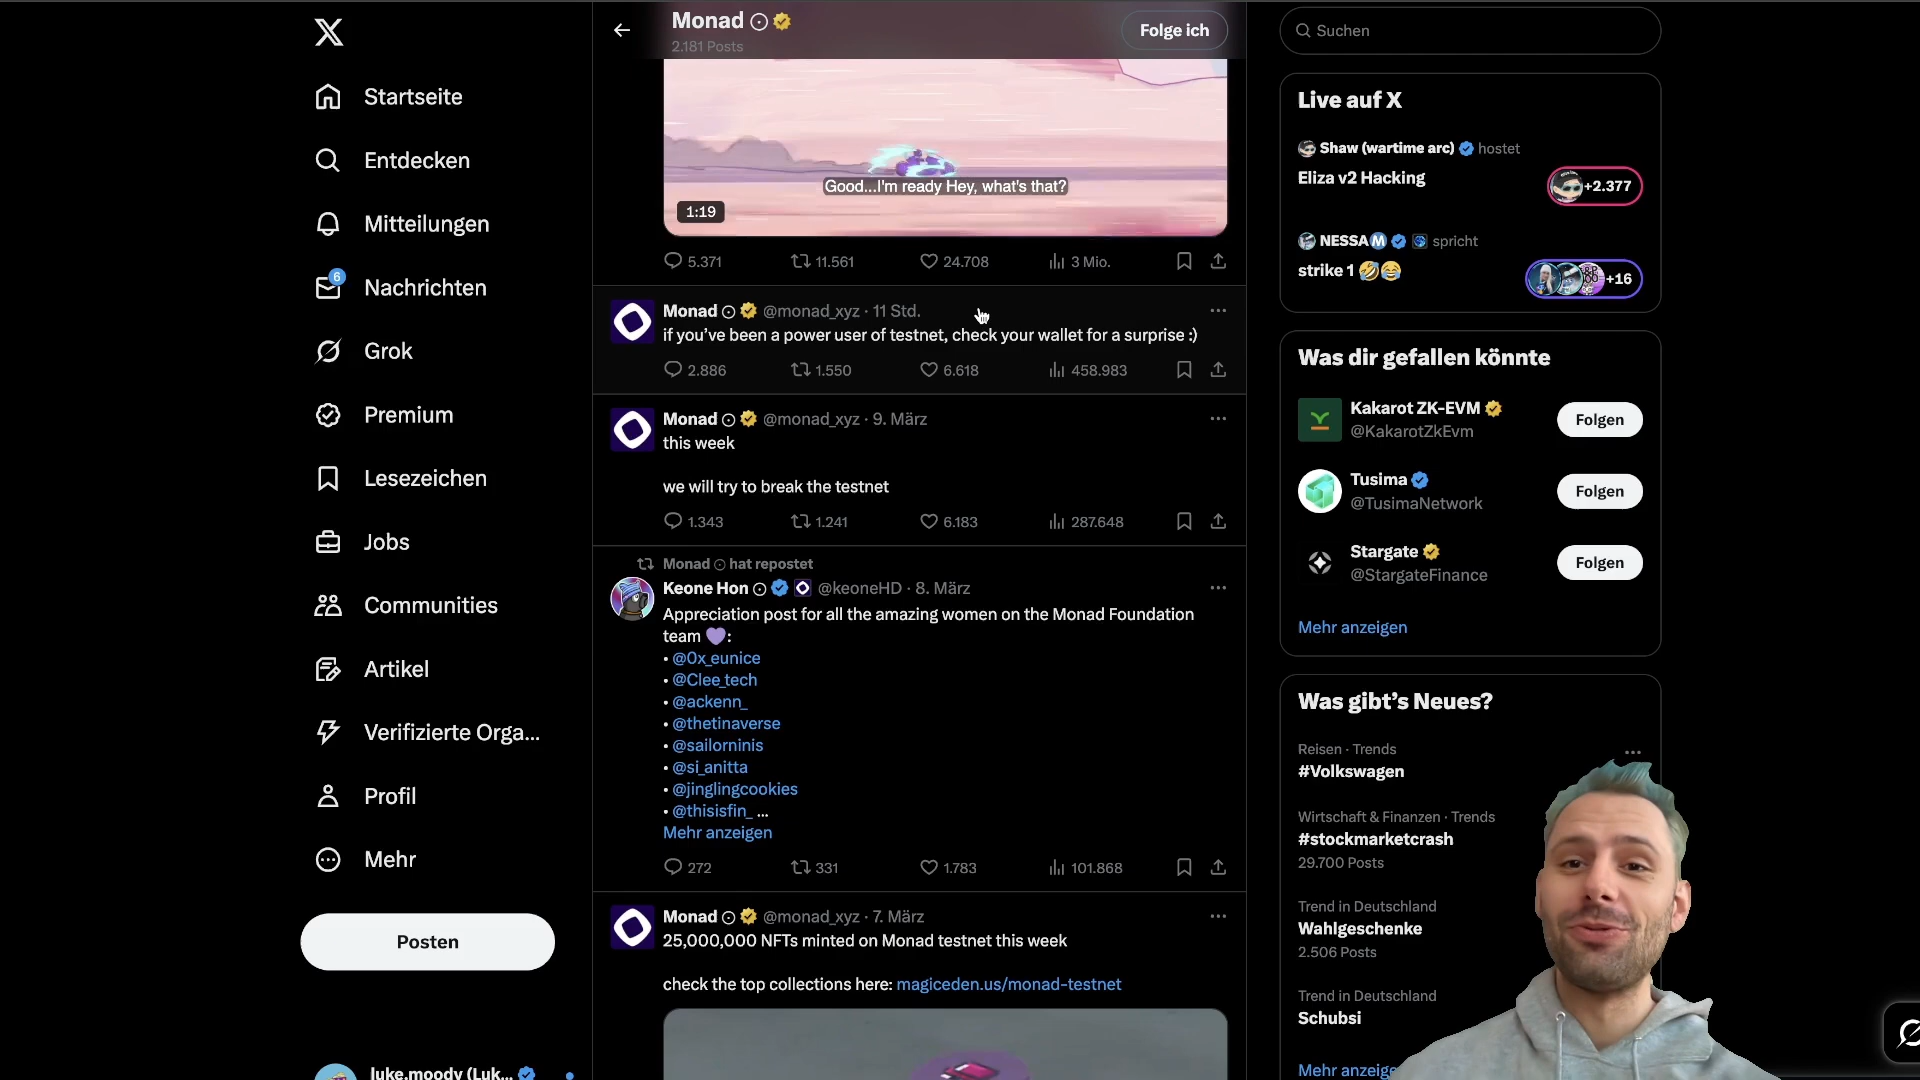 Startseite
Entdecken
Mitteilungen
6
Nachrichten
Grok
Premium
Lesezeichen
Jobs
Communities
Artikel
Verifizierte Orga...
Profil
Mehr
Posten
luke.moody (Luk...
Monad
2.181 Posts
Folge ich
Good...I'm ready Hey, what's that?
1:19
5.371 11.561 24.708 3 Mio.
Monad @monad_xyz · 11 Std.
if you’ve been a power user of testnet, check your wallet for a surprise :)
2.886 1.550 6.618 458.983
Monad @monad_xyz · 9. März
this week
we will try to break the testnet
1.343 1.241 6.183 287.648
Monad hat repostet
Keone Hon @keoneHD · 8. März
Appreciation post for all the amazing women on the Monad Foundation
team 💜:
• @0x_eunice
• @Clee_tech
• @ackenn_
• @thetinaverse
• @sailorninis
• @si_anitta
• @jinglingcookies
• @thisisfin_ ...
Mehr anzeigen
272 331 1.783 101.868
Monad @monad_xyz · 7. März
25,000,000 NFTs minted on Monad testnet this week
check the top collections here: magiceden.us/monad-testnet
Suchen
Live auf X
Shaw (wartime arc) hostet
Eliza v2 Hacking
+2.377
NESSAⓂ spricht
strike 1 🤣😂
+16
Was dir gefallen könnte
Kakarot ZK-EVM
@KakarotZkEvm
Folgen
Tusima
@TusimaNetwork
Folgen
Stargate
@StargateFinance
Folgen
Mehr anzeigen
Was gibt’s Neues?
Reisen · Trends
#Volkswagen
Wirtschaft & Finanzen · Trends
#stockmarketcrash
29.700 Posts
Trend in Deutschland
Wahlgeschenke
2.506 Posts
Trend in Deutschland
Schubsi
Mehr anzeige